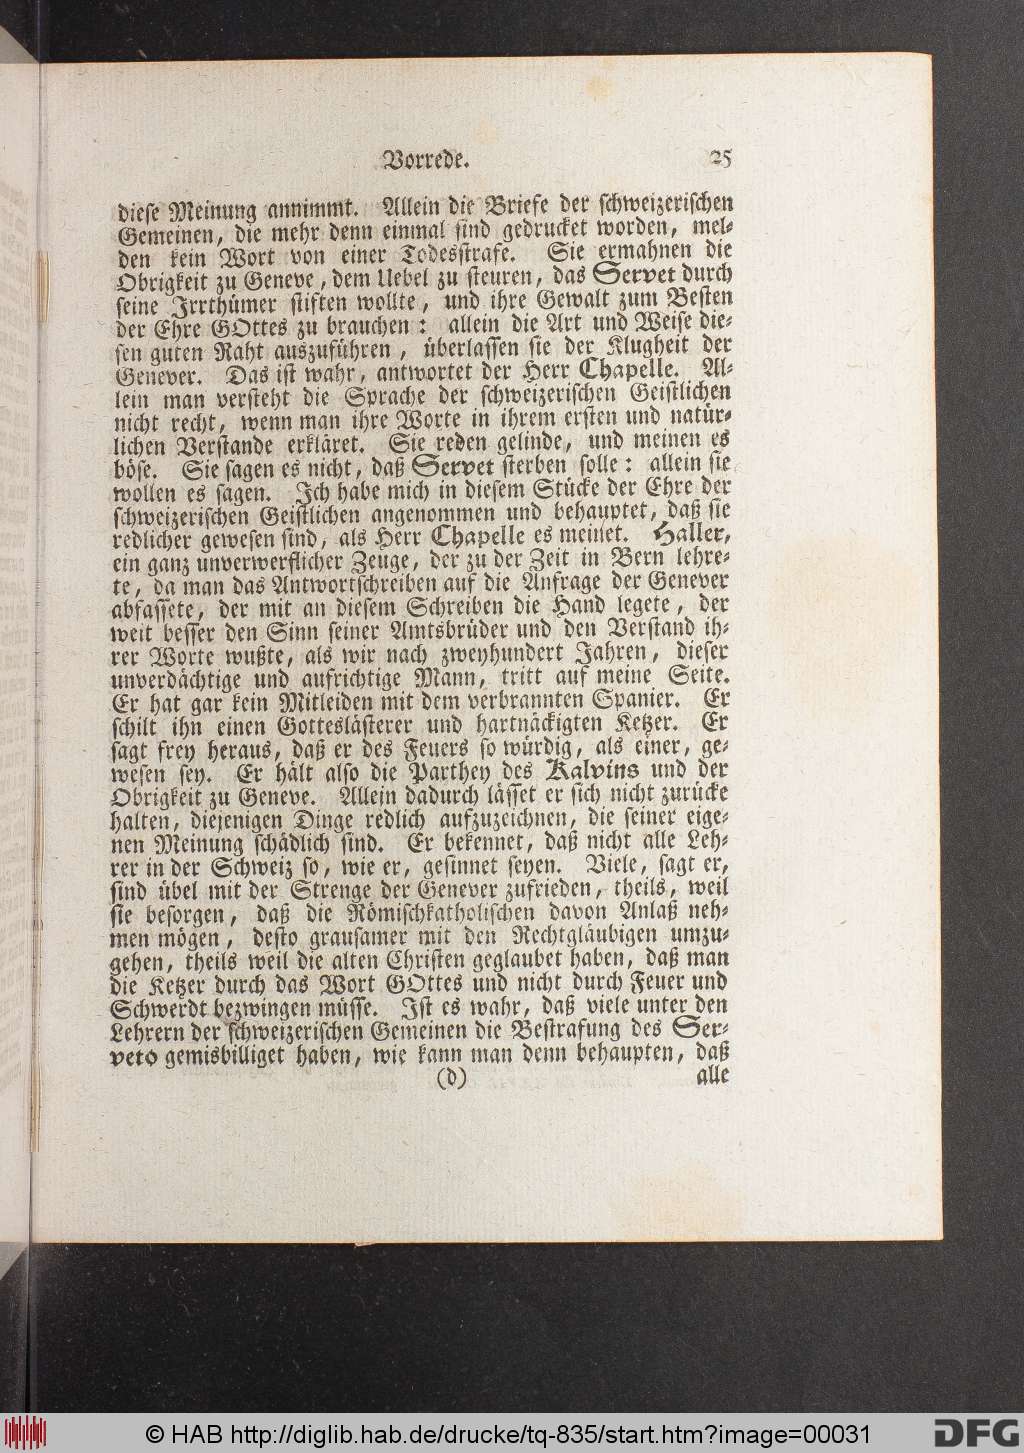 Vorrede. 25
diese Meinung annimmt. Allein die Briefe der schweizerischen
Gemeinen, die mehr denn einmal sind gedrucket worden, mel-
den kein Wort von einer Todesstrafe. Sie ermahnen die
Obrigkeit zu Geneve, dem Uebel zu steuren, das Servet durch
seine Irrthümer stiften wollte, und ihre Gewalt zum Besten
der Ehre GOttes zu brauchen: allein die Art und Weise die-
sen guten Raht auszuführen, überlassen sie der Klugheit der
Genever. Das ist wahr, antwortet der Herr Chapelle. Al-
lein man versteht die Sprache der schweizerischen Geistlichen
nicht recht, wenn man ihre Worte in ihrem ersten und natür-
lichen Verstande erkläret. Sie reden gelinde, und meinen es
böse. Sie sagen es nicht, daß Servet sterben solle: allein sie
wollen es sagen. Ich habe mich in diesem Stücke der Ehre der
schweizerischen Geistlichen angenommen und behauptet, daß sie
redlicher gewesen sind, als Herr Chapelle es meinet. Haller,
ein ganz unverwerflicher Zeuge, der zu der Zeit in Bern lehre-
te, da man das Antwortschreiben auf die Anfrage der Genever
abfassete, der mit an diesem Schreiben die Hand legete, der
weit besser den Sinn seiner Amtsbrüder und den Verstand ih-
rer Worte wußte, als wir nach zweyhundert Jahren, dieser
unverdächtige und aufrichtige Mann, tritt auf meine Seite.
Er hat gar kein Mitleiden mit dem verbrannten Spanier. Er
schilt ihn einen Gotteslästerer und hartnäckigten Ketzer. Er
sagt frey heraus, daß er des Feuers so würdig, als einer, ge-
wesen sey. Er hält also die Parthey des Kalvins und der
Obrigkeit zu Geneve. Allein dadurch lässet er sich nicht zurücke
halten, diejenigen Dinge redlich aufzuzeichnen, die seiner eige-
nen Meinung schädlich sind. Er bekennet, daß nicht alle Leh-
rer in der Schweiz so, wie er, gesinnet seyen. Viele, sagt er,
sind übel mit der Strenge der Genever zufrieden, theils, weil
sie besorgen, daß die Römischkatholischen davon Anlaß neh-
men mögen, desto grausamer mit den Rechtgläubigen umzu-
gehen, theils weil die alten Christen geglaubet haben, daß man
die Ketzer durch das Wort GOttes und nicht durch Feuer und
Schwerdt bezwingen müsse. Ist es wahr, daß viele unter den
Lehrern der schweizerischen Gemeinen die Bestrafung des Ser-
veto gemisbilliget haben, wie kann man denn behaupten, daß
(d) alle
© HAB http://diglib.hab.de/drucke/tq-835/start.htm?image=00031
DFG